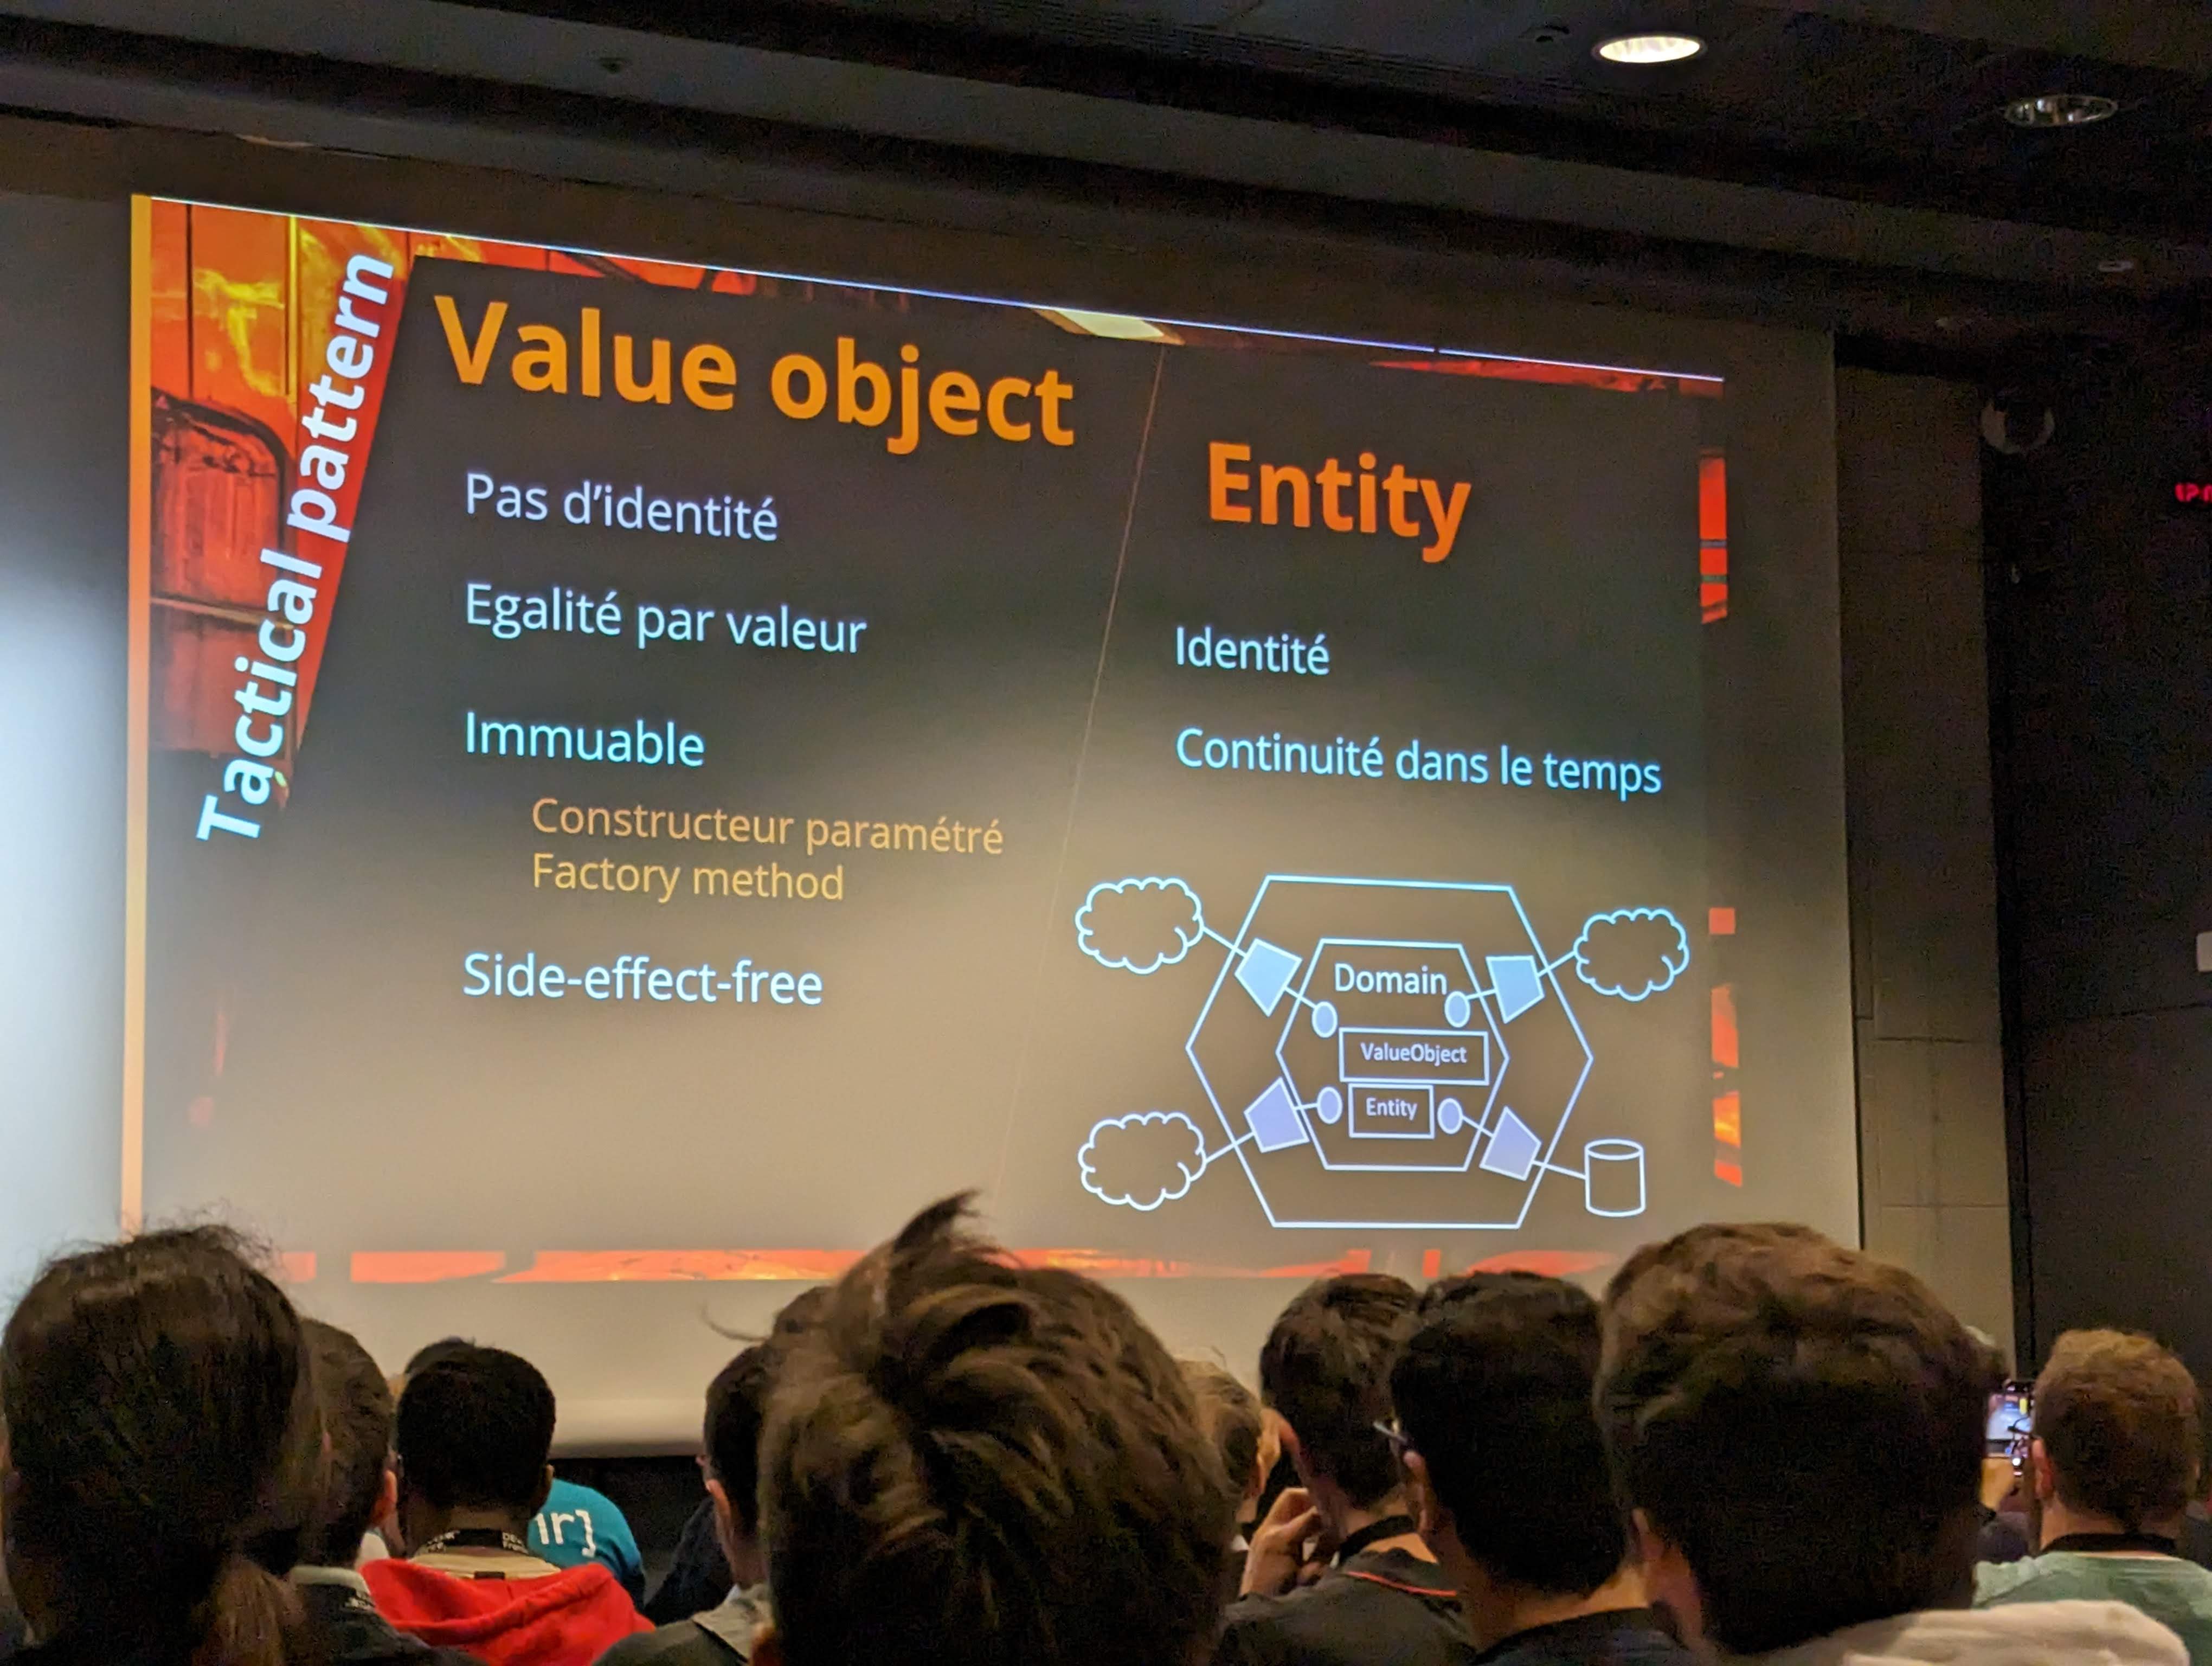 Tactical pattern
Value object
Pas d'identité
Egalité par valeur
Immuable
Constructeur paramétré
Factory method
Side-effect-free
Entity
Identité
Continuité dans le temps
Domain
ValueObject
Entity
ır]